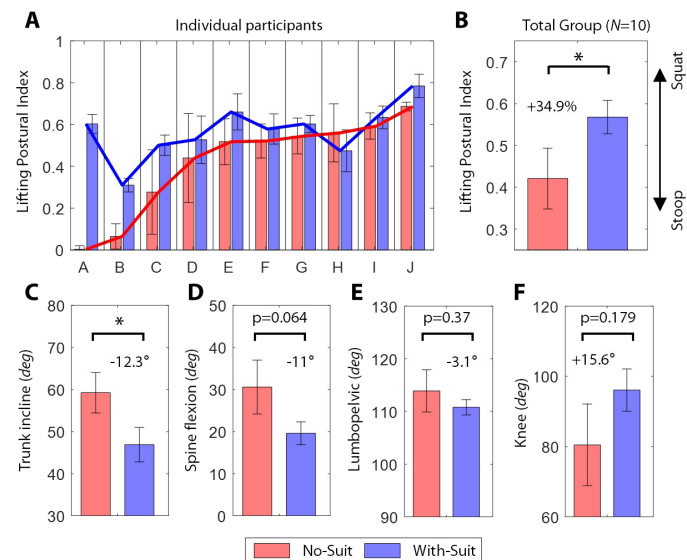 A
Individual participants
Lifting Postural Index
1
0.8
0.6
0.4
0.2
0
A B C D E F G H I J
B
Total Group (N=10)
Lifting Postural Index
0.7
0.6
0.5
0.4
0.3
*
+34.9%
Squat
Stoop
C
Trunk incline (deg)
80
70
60
50
40
30
*
-12.3°
D
Spine flexion (deg)
50
40
30
20
10
0
p=0.064
-11°
E
Lumbopelvic (deg)
130
120
110
100
90
p=0.37
-3.1°
F
Knee (deg)
120
100
80
60
p=0.179
+15.6°
No-Suit With-Suit